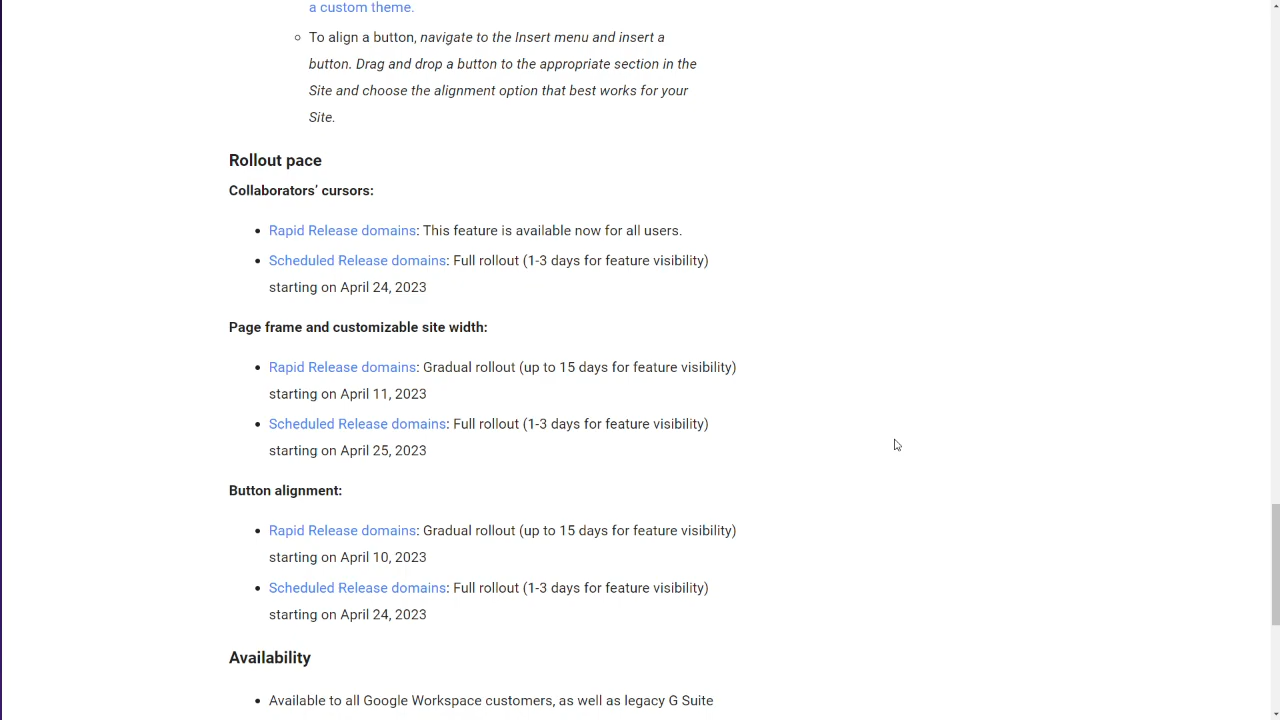 a custom theme.
To align a button, navigate to the Insert menu and insert a
button. Drag and drop a button to the appropriate section in the
Site and choose the alignment option that best works for your
Site.
Rollout pace
Collaborators’ cursors:
Rapid Release domains: This feature is available now for all users.
Scheduled Release domains: Full rollout (1-3 days for feature visibility)
starting on April 24, 2023
Page frame and customizable site width:
Rapid Release domains: Gradual rollout (up to 15 days for feature visibility)
starting on April 11, 2023
Scheduled Release domains: Full rollout (1-3 days for feature visibility)
starting on April 25, 2023
Button alignment:
Rapid Release domains: Gradual rollout (up to 15 days for feature visibility)
starting on April 10, 2023
Scheduled Release domains: Full rollout (1-3 days for feature visibility)
starting on April 24, 2023
Availability
Available to all Google Workspace customers, as well as legacy G Suite